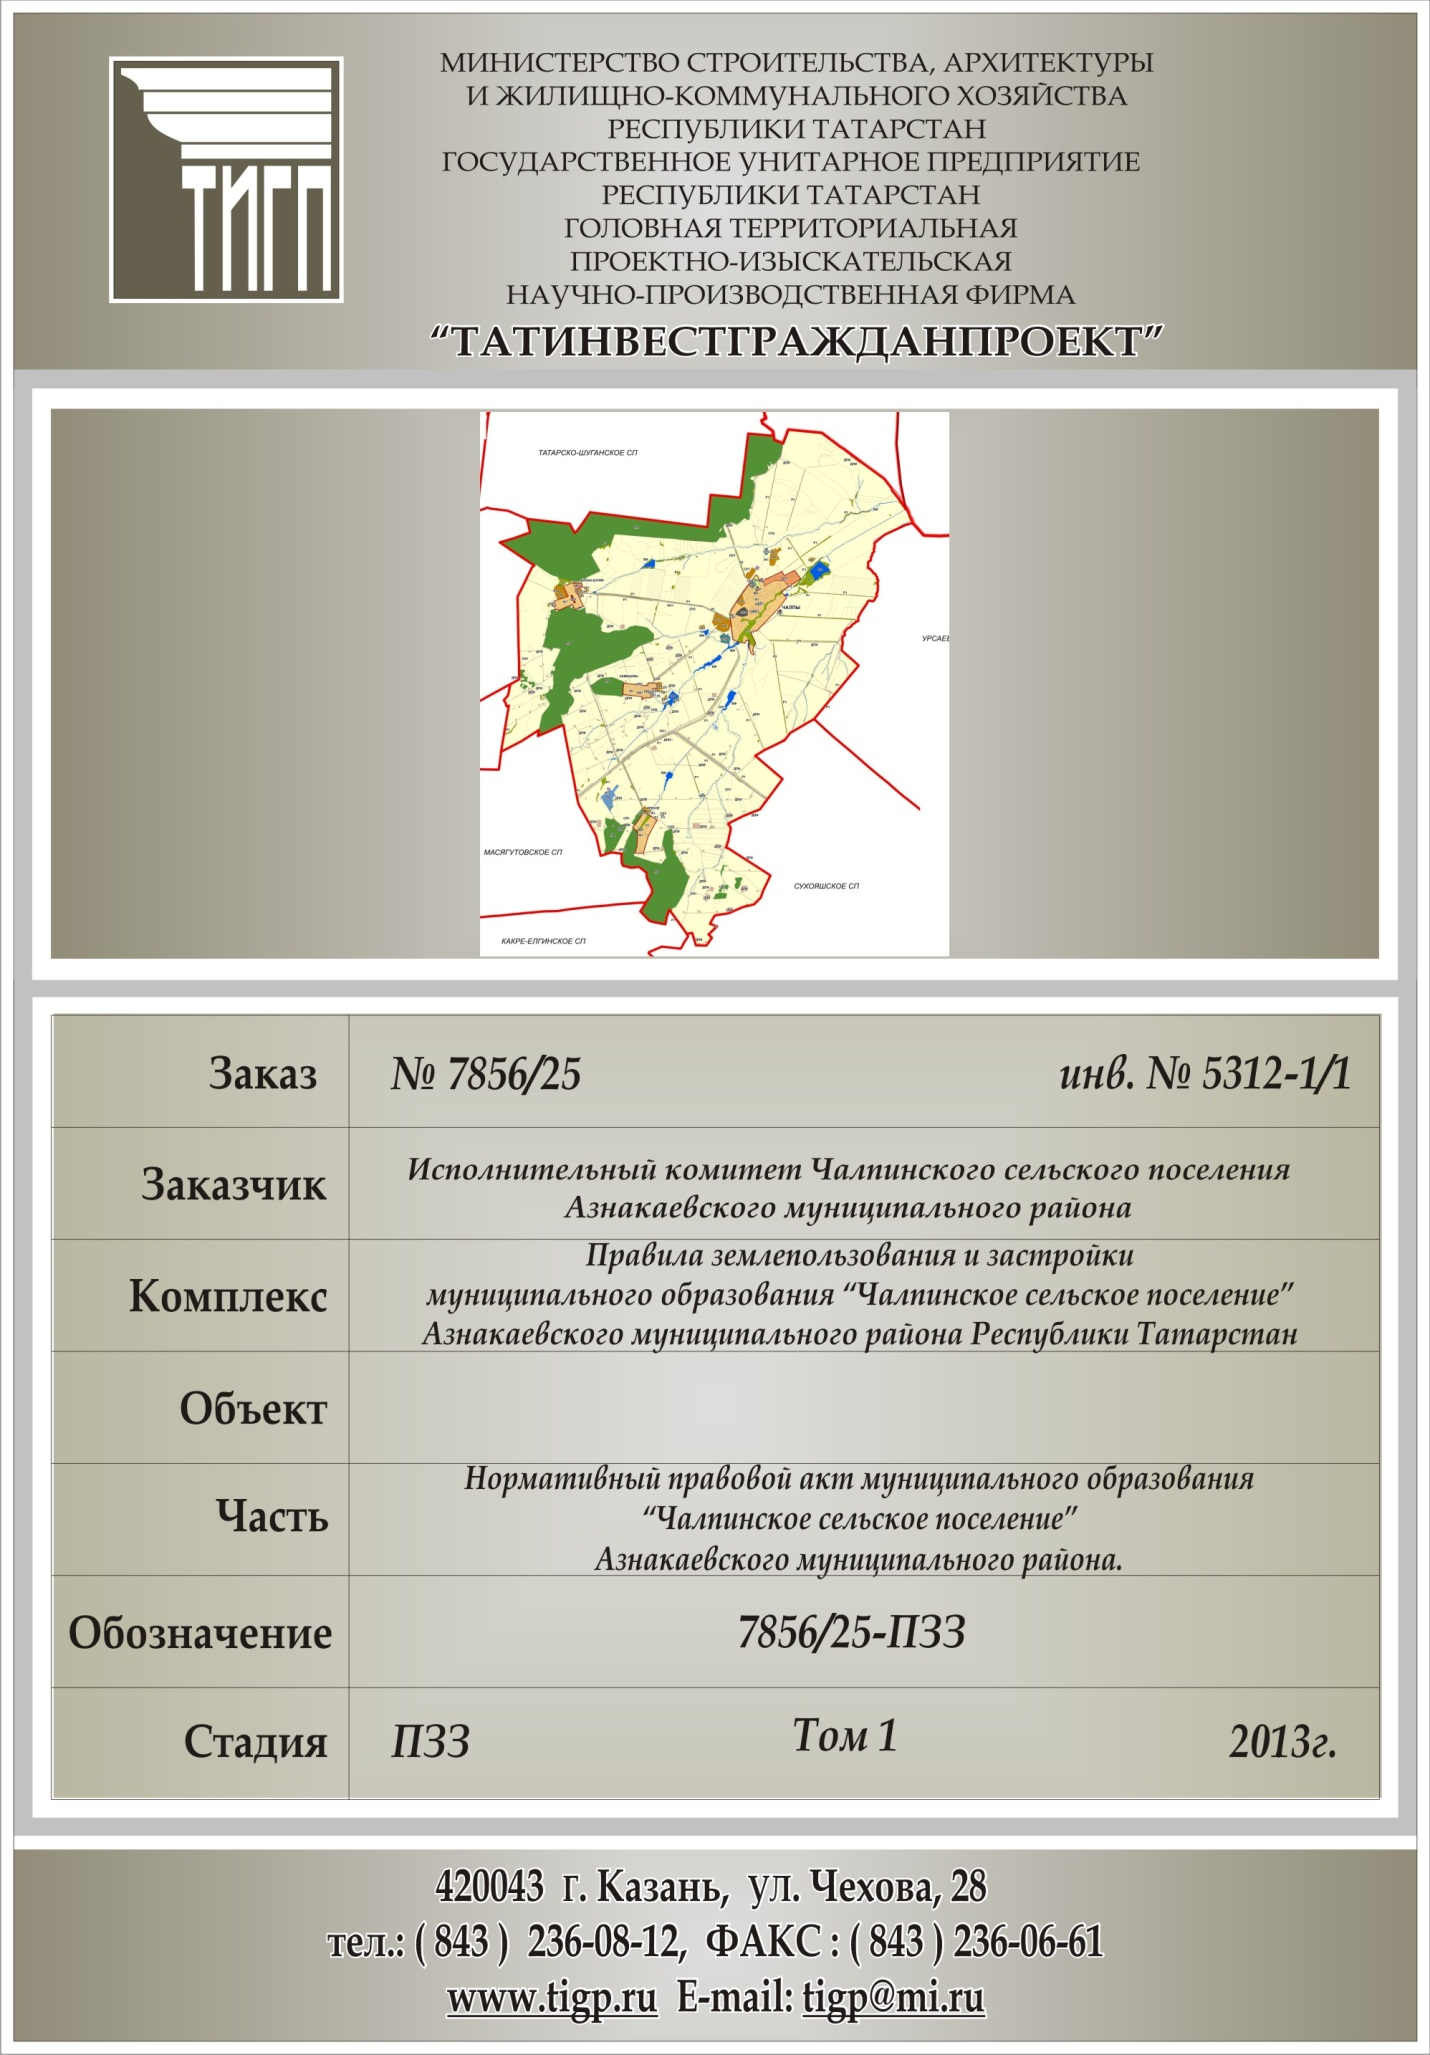 ТИГП
МИНИСТЕРСТВО СТРОИТЕЛЬСТВА, АРХИТЕКТУРЫ
И ЖИЛИЩНО-КОММУНАЛЬНОГО ХОЗЯЙСТВА
РЕСПУБЛИКИ ТАТАРСТАН
ГОСУДАРСТВЕННОЕ УНИТАРНОЕ ПРЕДПРИЯТИЕ
РЕСПУБЛИКИ ТАТАРСТАН
ГОЛОВНАЯ ТЕРРИТОРИАЛЬНАЯ
ПРОЕКТНО-ИЗЫСКАТЕЛЬСКАЯ
НАУЧНО-ПРОИЗВОДСТВЕННАЯ ФИРМА
“ТАТИНВЕСТГРАЖДАНПРОЕКТ”
ТАТАРСКО-ШУГАНСКОЕ СП
ЧАЛПЫ
УРСАЕВ
МАСЯГУТОВСКОЕ СП
СУХОЯШСКОЕ СП
КАКРЕ-ЕЛГИНСКОЕ СП
Заказ № 7856/25 инв. № 5312-1/1
Заказчик
Исполнительный комитет Чалпинского сельского поселения
Азнакаевского муниципального района
Комплекс
Правила землепользования и застройки
муниципального образования “Чалпинское сельское поселение”
Азнакаевского муниципального района Республики Татарстан
Объект
Часть
Нормативный правовой акт муниципального образования
“Чалпинское сельское поселение”
Азнакаевского муниципального района.
Обозначение 7856/25-ПЗЗ
Стадия ПЗЗ Том 1 2013г.
420043 г. Казань, ул. Чехова, 28
тел.: ( 843 ) 236-08-12, ФАКС : ( 843 ) 236-06-61
www.tigp.ru E-mail: tigp@mi.ru